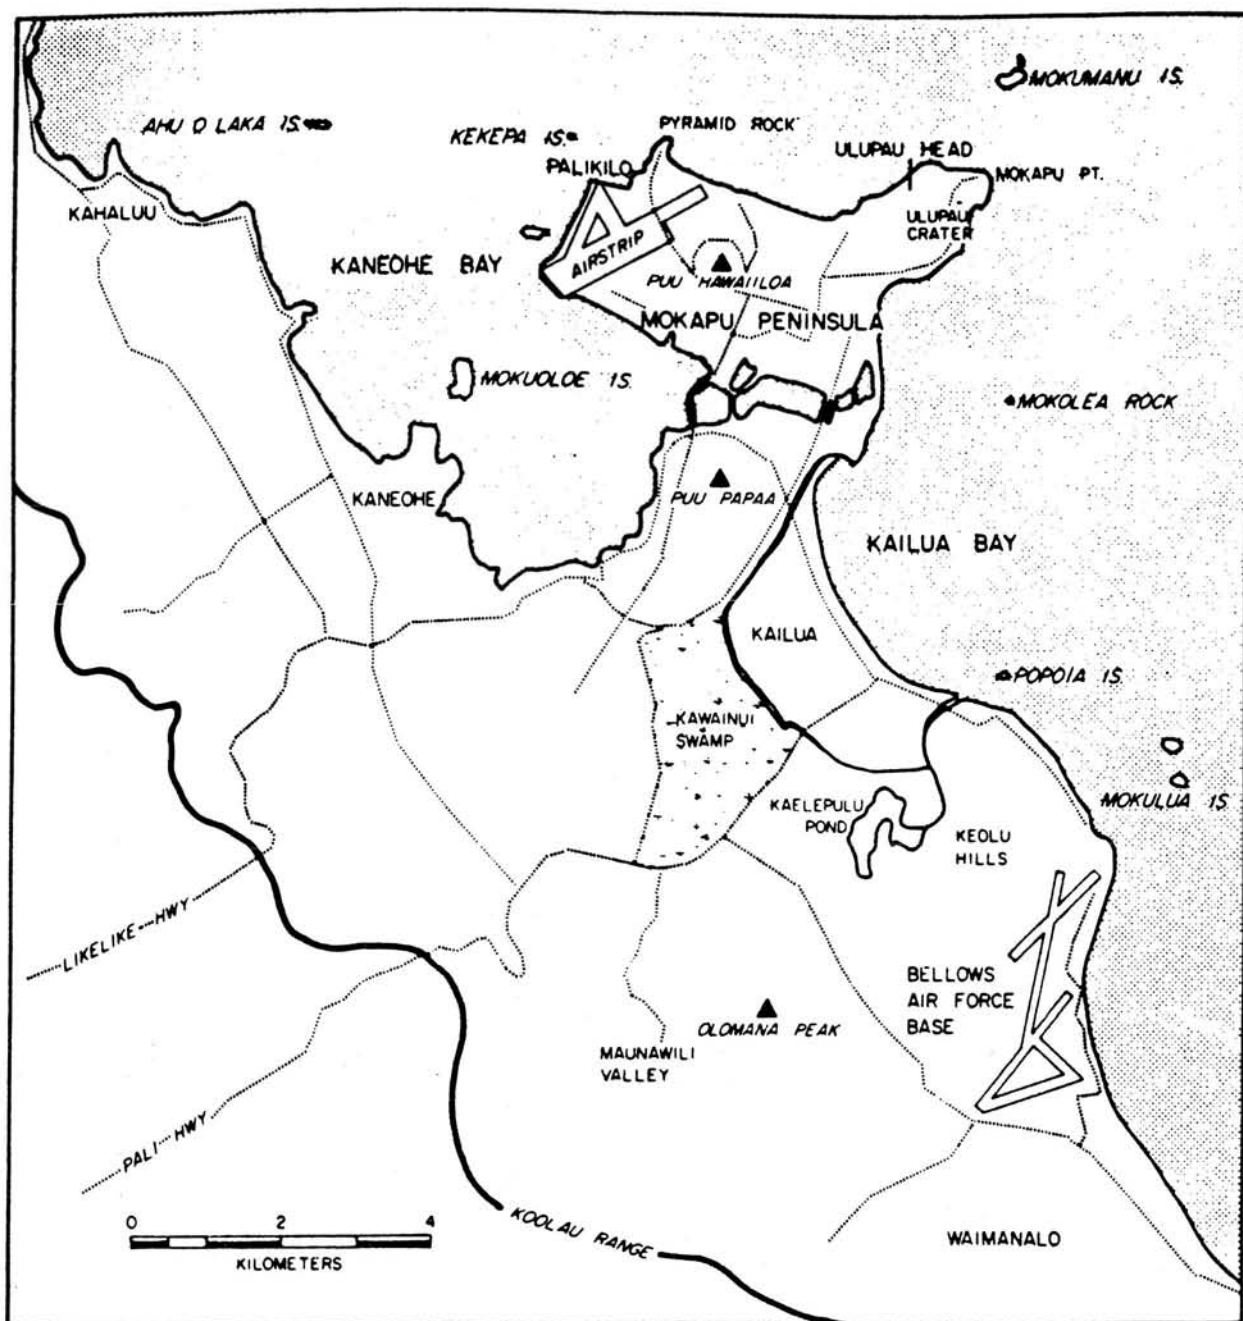 MOKUMANU IS.
AHU O LAKA IS.
KEKEPA IS.
PYRAMID ROCK
ULUPAU HEAD
PALIKILO
MOKAPU PT.
KAHALUU
ULUPAU
CRATER
KANEOHE BAY
AIRSTRIP
PUU HAWAIILOA
MOKAPU PENINSULA
MOKUOLOE IS.
MOKOLEA ROCK
KANEOHE
PUU PAPAA
KAILUA BAY
KAILUA
POPOIA IS.
KAWAINUI
SWAMP
MOKULUA IS
KAELEPULU
POND
KEOLU
HILLS
LIKELIKE HWY
BELLOWS
AIR FORCE
BASE
OLOMANA PEAK
MAUNAWILI
VALLEY
PALI HWY
KOOLAU RANGE
WAIMANALO
0 2 4
KILOMETERS